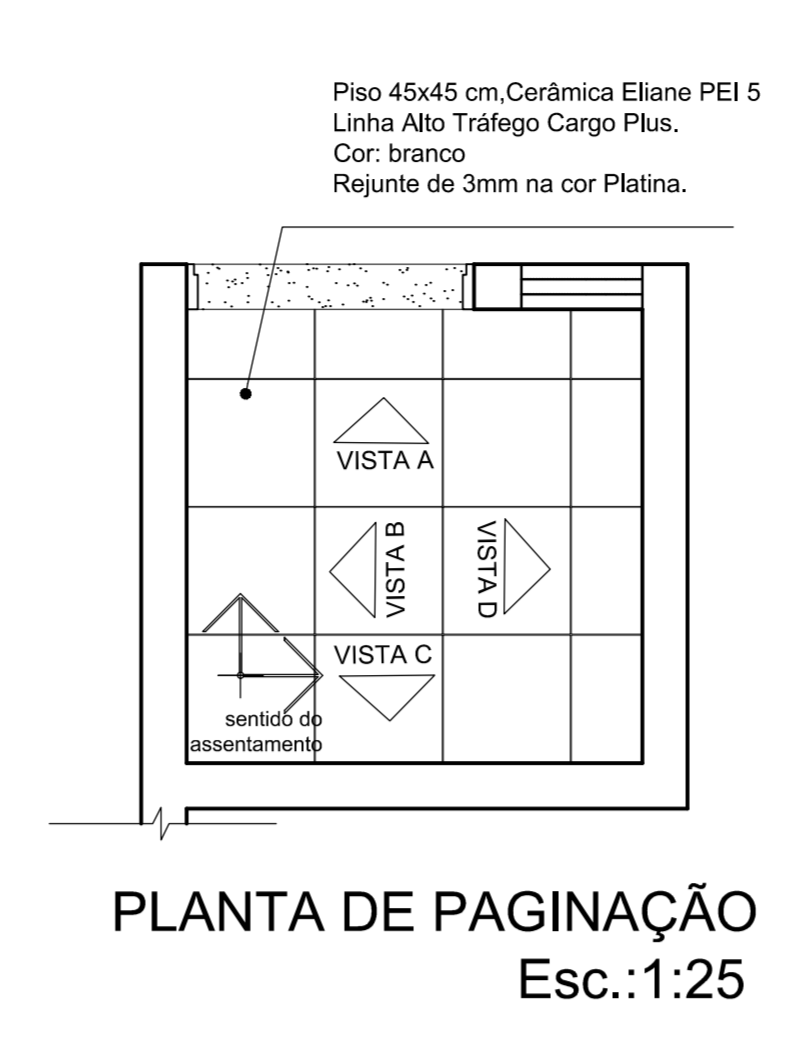 Piso 45x45 cm,Cerâmica Eliane PEI 5
Linha Alto Tráfego Cargo Plus.
Cor: branco
Rejunte de 3mm na cor Platina.
VISTA A
VISTA B
VISTA D
VISTA C
sentido do
assentamento
PLANTA DE PAGINAÇÃO
Esc.:1:25